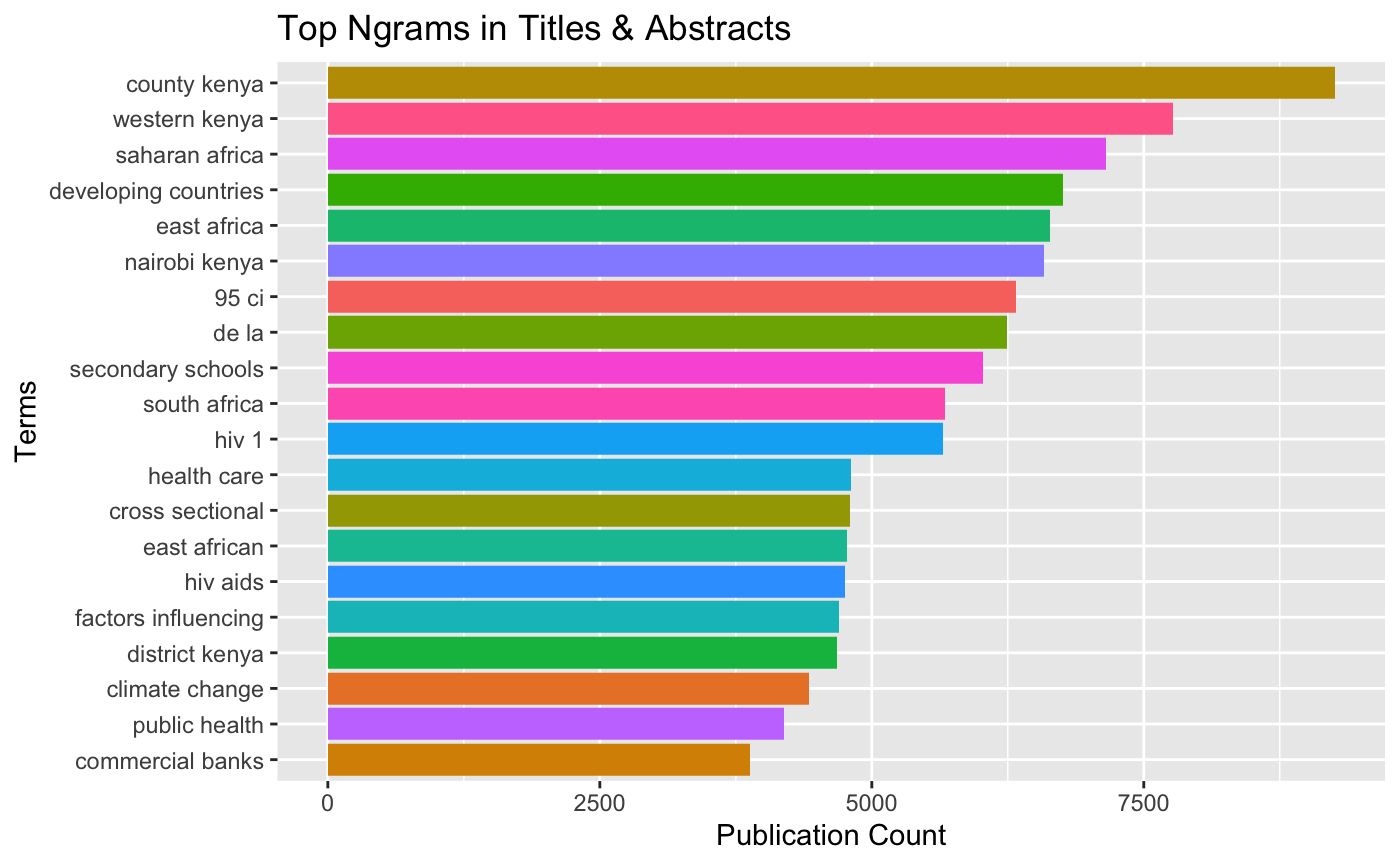 Top Ngrams in Titles & Abstracts
county kenya
western kenya
saharan africa
developing countries
east africa
nairobi kenya
95 ci
de la
secondary schools
south africa
hiv 1
health care
cross sectional
east african
hiv aids
factors influencing
district kenya
climate change
public health
commercial banks
Terms
0 2500 5000 7500
Publication Count